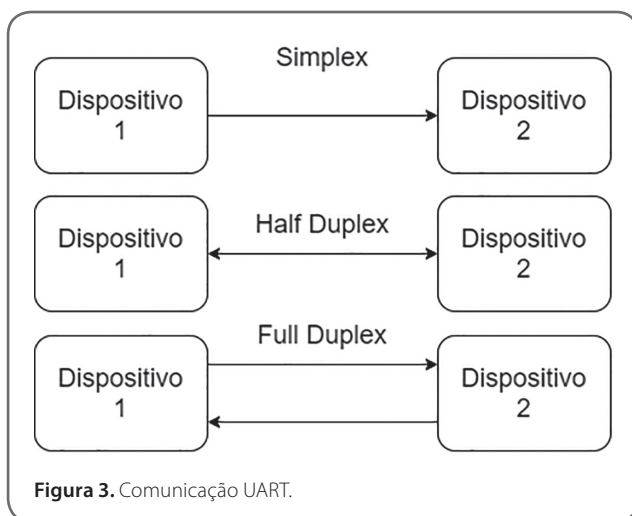 Simplex
Dispositivo
1
Dispositivo
2
Half Duplex
Dispositivo
1
Dispositivo
2
Full Duplex
Dispositivo
1
Dispositivo
2
Figura 3. Comunicação UART.